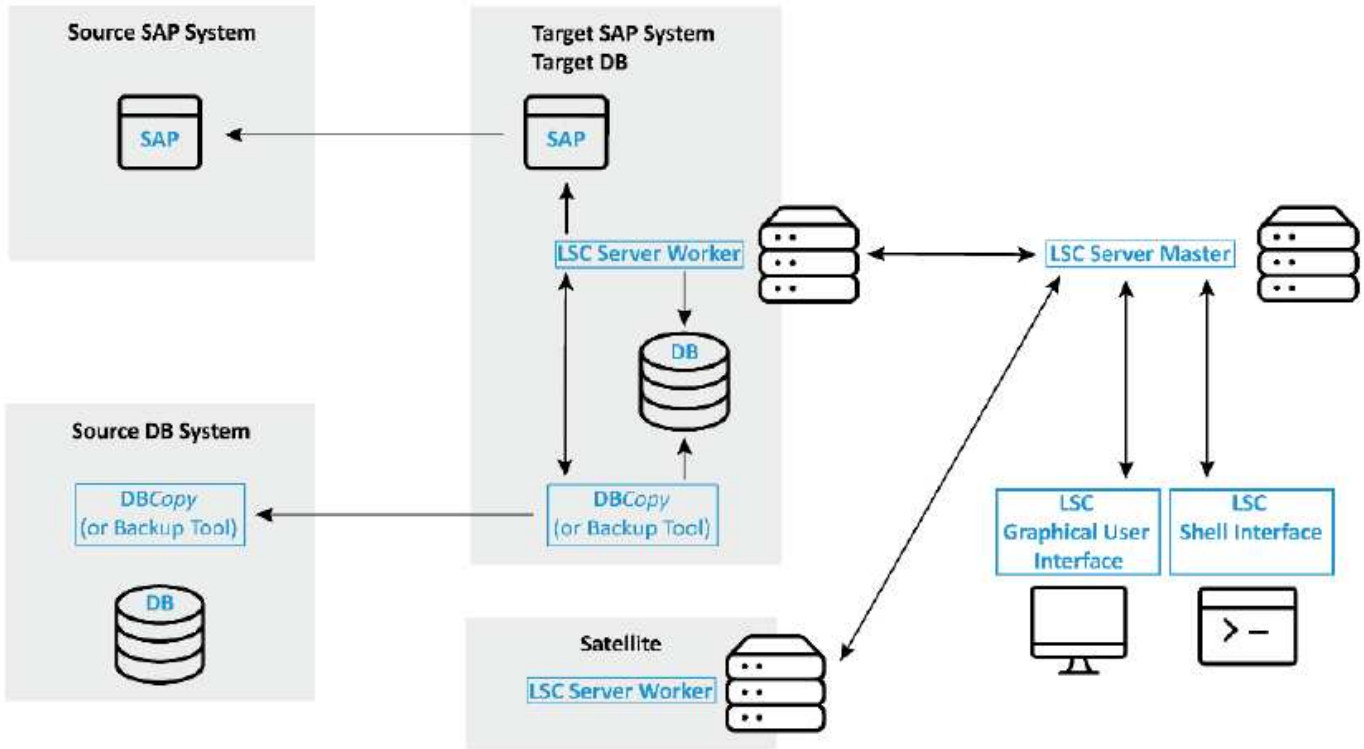 Source SAP System
SAP
Target SAP System
Target DB
SAP
LSC Server Worker
DB
DBCopy
(or Backup Tool)
LSC Server Master
Source DB System
DBCopy
(or Backup Tool)
DB
LSC
Graphical User
Interface
LSC
Shell Interface
>_
Satellite
LSC Server Worker